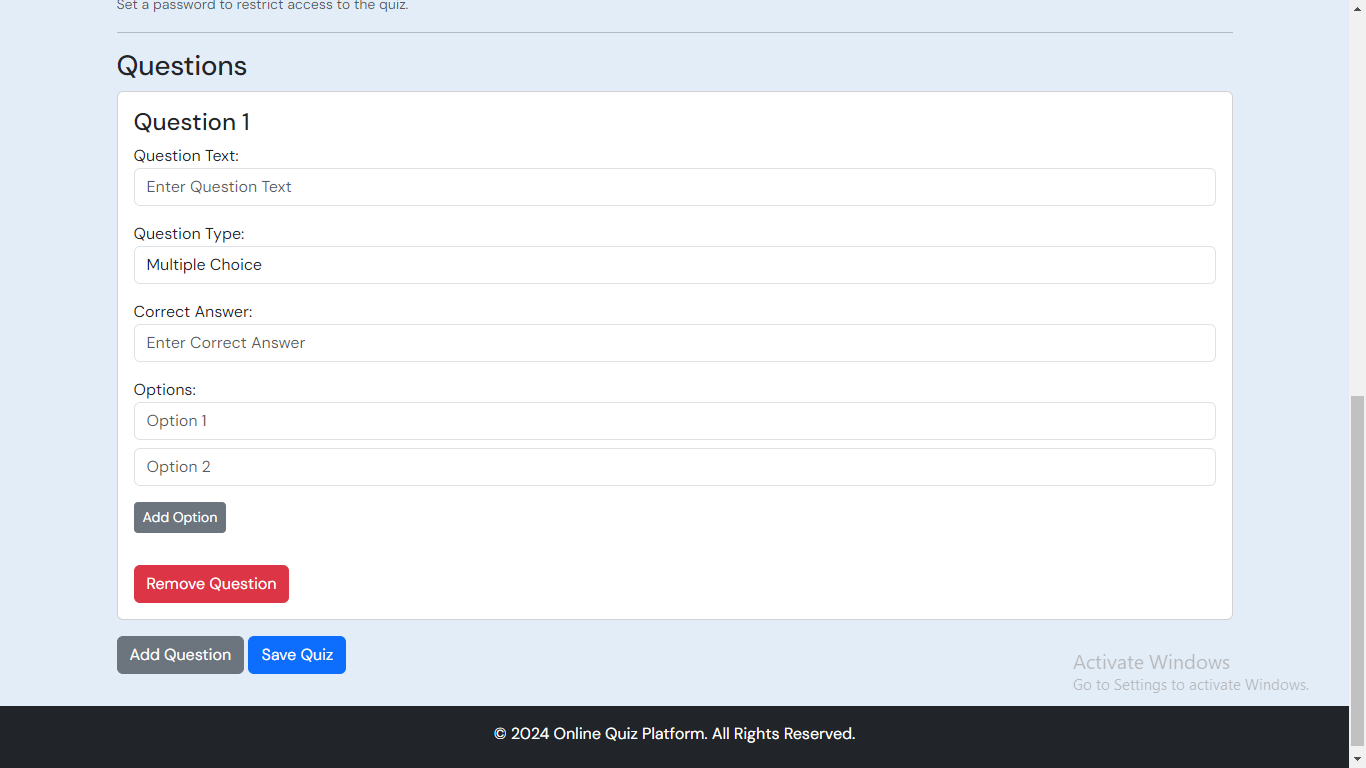 Set a password to restrict access to the quiz.
Questions
Question 1
Question Text:
Enter Question Text
Question Type:
Multiple Choice
Correct Answer:
Enter Correct Answer
Options:
Option 1
Option 2
Add Option
Remove Question
Add Question Save Quiz
Activate Windows
Go to Settings to activate Windows.
© 2024 Online Quiz Platform. All Rights Reserved.